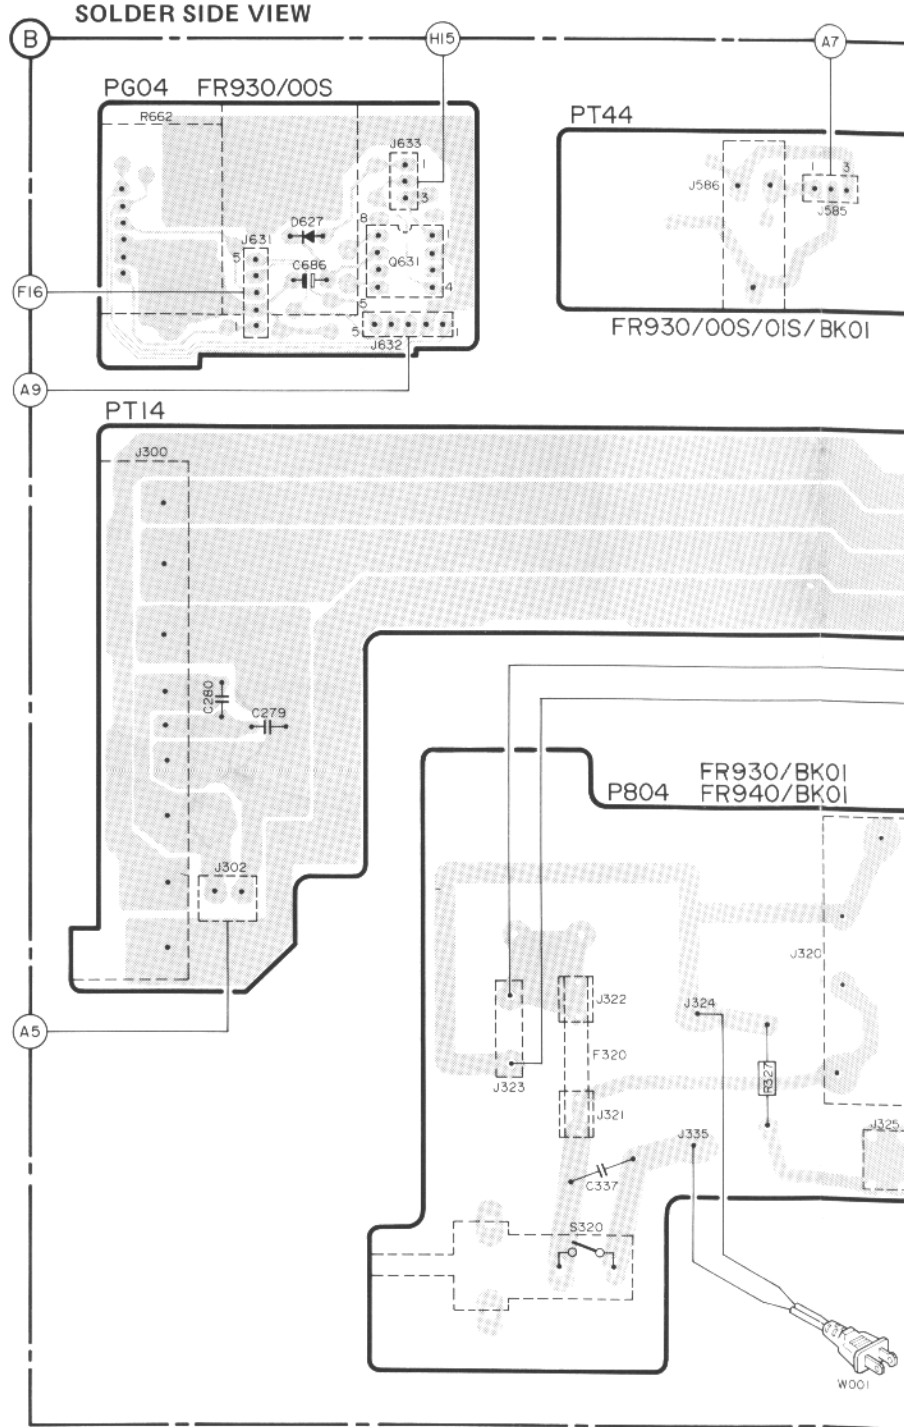 SOLDER SIDE VIEW
B
H15
A7
PG04 FR930/00S
R662
J633
1
3
D627
8
1
J631
5
C686
Q631
5
4
F16
1
5
1
J632
A9
PT44
J586
3
J585
FR930/00S/01S/BK01
PT14
J300
C280
C279
J302
A5
FR930/BK01
P804 FR940/BK01
J320
J322
J324
F320
J323
R327
J321
J325
J335
C337
S320
W001